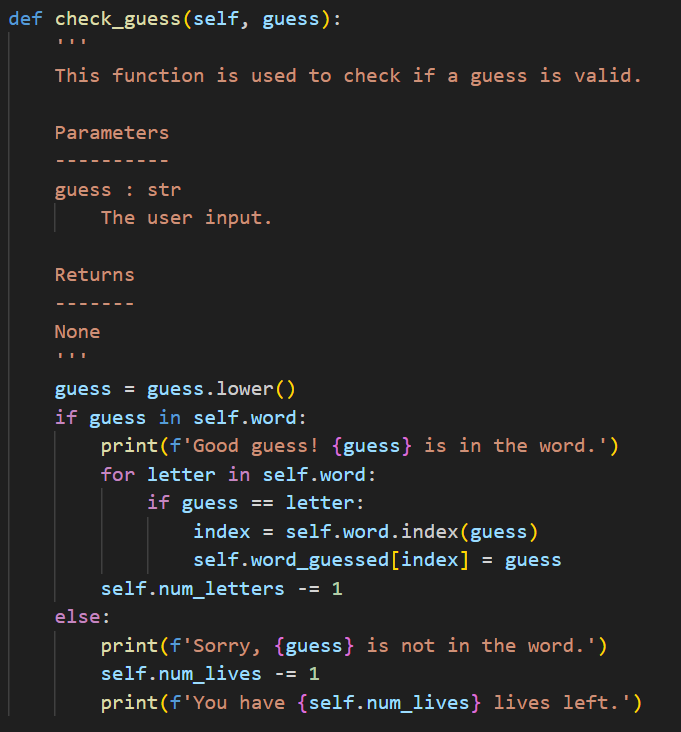 def check_guess(self, guess):
    '''
    This function is used to check if a guess is valid.

    Parameters
    ----------
    guess : str
        The user input.

    Returns
    -------
    None
    '''
    guess = guess.lower()
    if guess in self.word:
        print(f'Good guess! {guess} is in the word.')
        for letter in self.word:
            if guess == letter:
                index = self.word.index(guess)
                self.word_guessed[index] = guess
        self.num_letters -= 1
    else:
        print(f'Sorry, {guess} is not in the word.')
        self.num_lives -= 1
        print(f'You have {self.num_lives} lives left.')